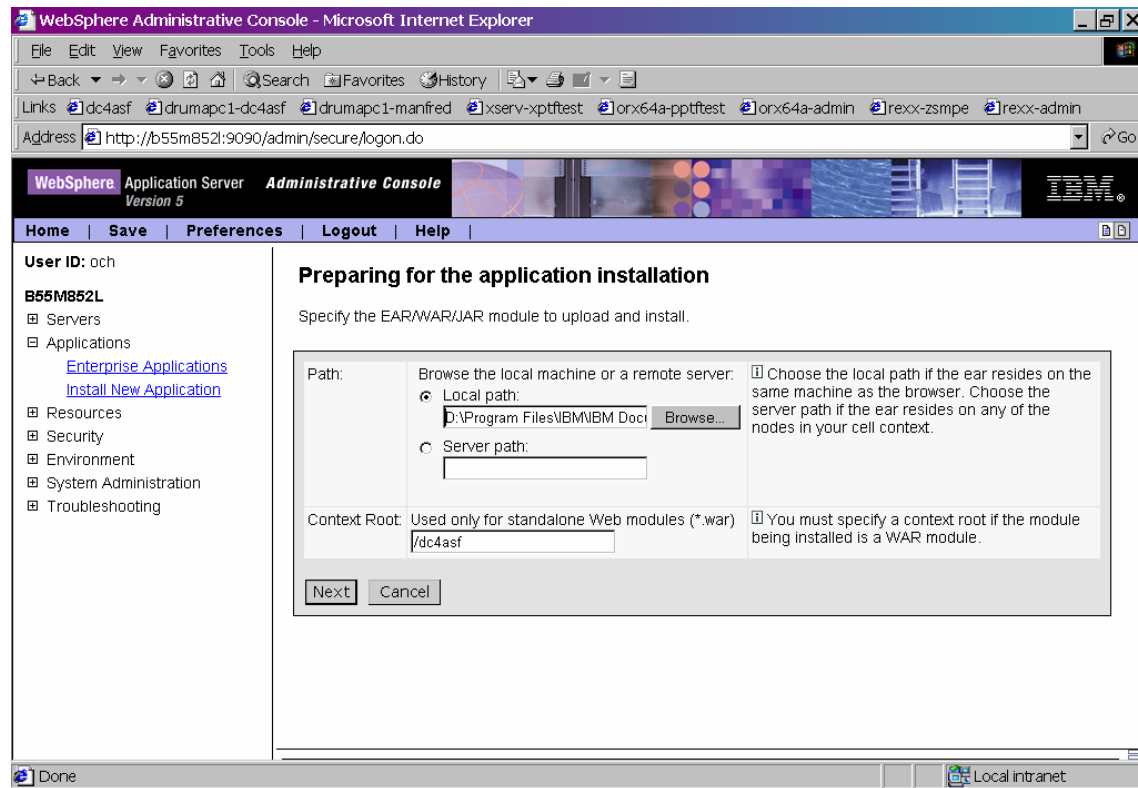 WebSphere Administrative Console - Microsoft Internet Explorer
File Edit View Favorites Tools Help
Back Search Favorites History
Links dc4asf drumapc1-dc4asf drumapc1-manfred xserv-xptftest orx64a-pptftest orx64a-admin rexx-zsmpe rexx-admin
Address http://b55m852l:9090/admin/secure/logon.do Go
WebSphere Application Server Administrative Console
Version 5
IBM
Home | Save | Preferences | Logout | Help |
User ID: och
B55M852L
Servers
Applications
Enterprise Applications
Install New Application
Resources
Security
Environment
System Administration
Troubleshooting
Preparing for the application installation
Specify the EAR/WAR/JAR module to upload and install.
Path:
Browse the local machine or a remote server:
Local path:
D:\Program Files\IBM\IBM Doc
Browse...
Server path:
Choose the local path if the ear resides on the
same machine as the browser. Choose the
server path if the ear resides on any of the
nodes in your cell context.
Context Root:
Used only for standalone Web modules (*.war)
/dc4asf
You must specify a context root if the module
being installed is a WAR module.
Next Cancel
Done Local intranet